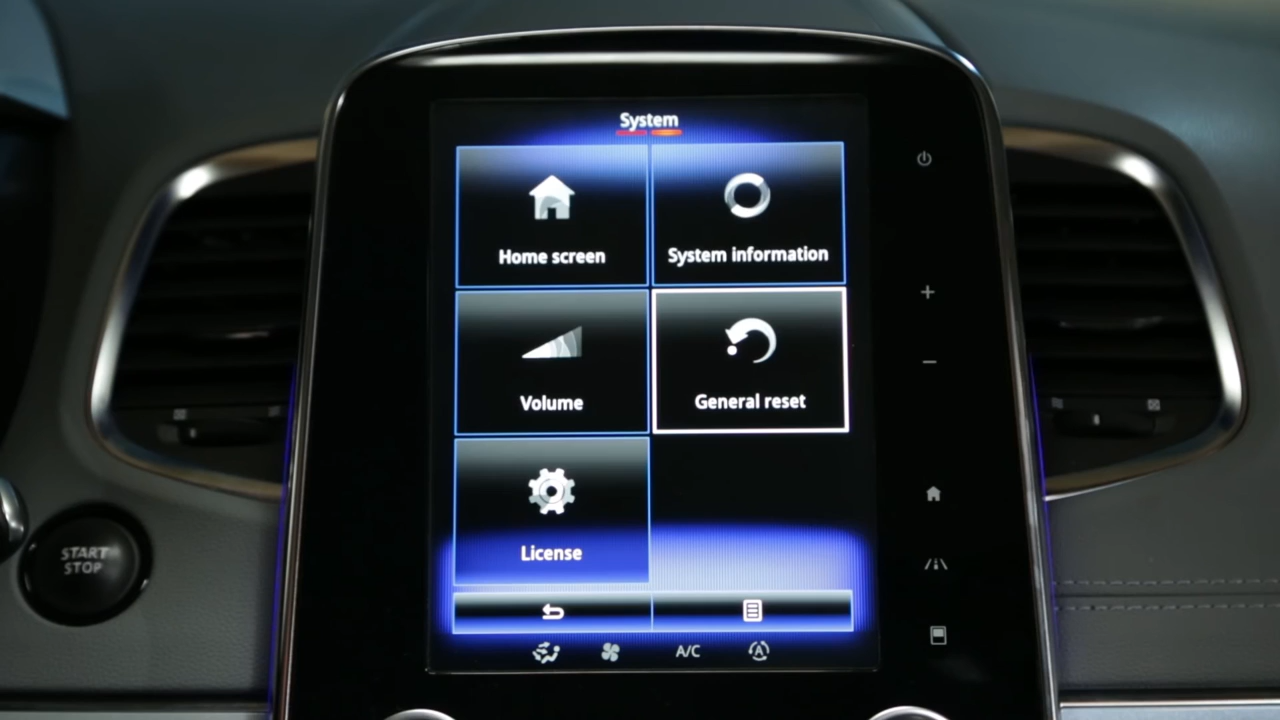 System
Home screen
System information
Volume
General reset
License
A/C
START
STOP